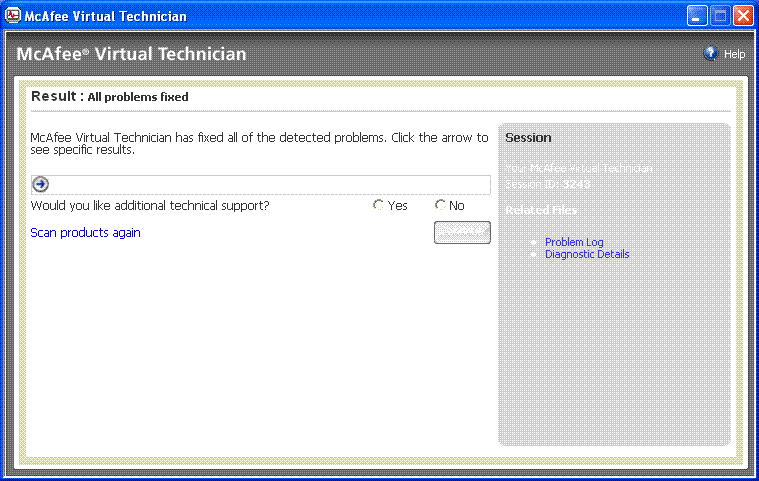 McAfee Virtual Technician
McAfee® Virtual Technician
Help
Result : All problems fixed
McAfee Virtual Technician has fixed all of the detected problems. Click the arrow to
see specific results.
Would you like additional technical support?
Yes
No
Scan products again
Session
Your McAfee Virtual Technician
Session ID: 3243
Related Files
Problem Log
Diagnostic Details